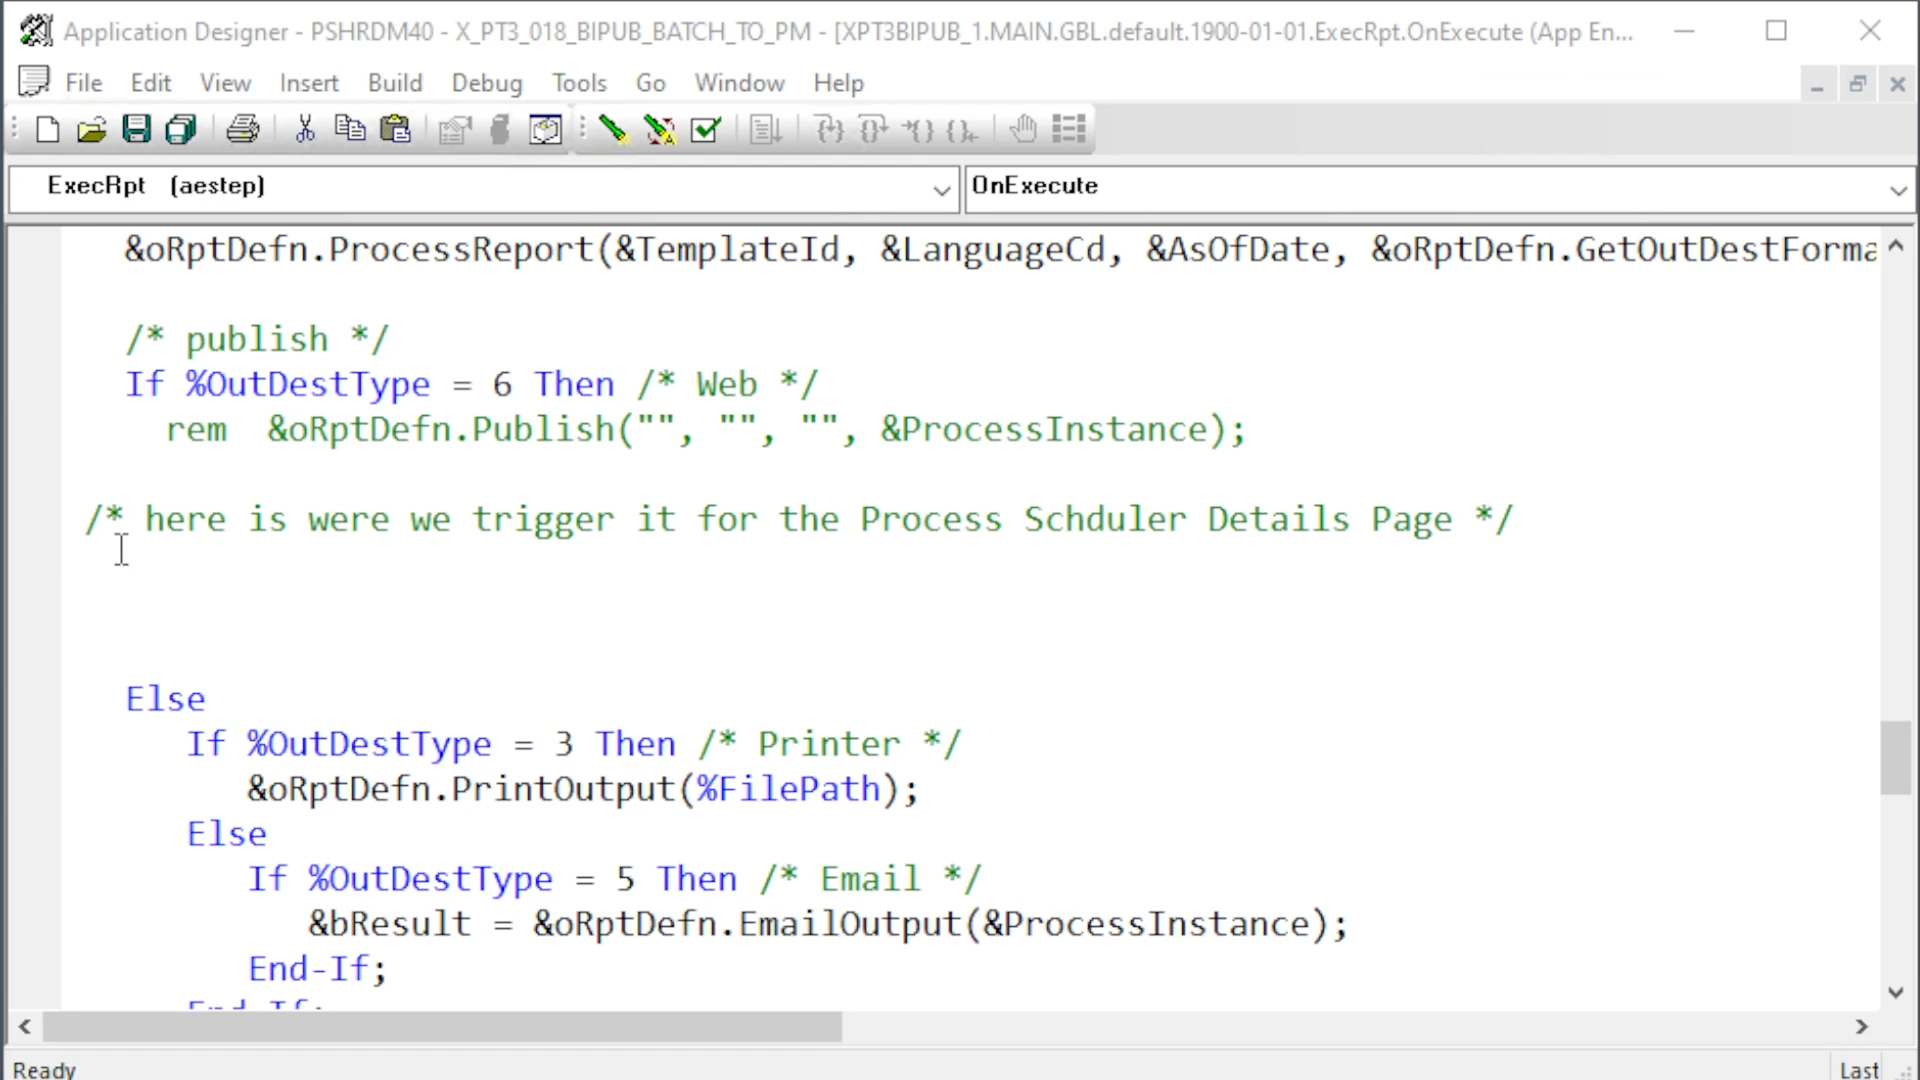 Application Designer - PSHRDM40 - X_PT3_018_BIPUB_BATCH_TO_PM - [XPT3BIPUB_1.MAIN.GBL.default.1900-01-01.ExecRpt.OnExecute (App En...
File Edit View Insert Build Debug Tools Go Window Help
ExecRpt (aestep) OnExecute
&oRptDefn.ProcessReport(&TemplateId, &LanguageCd, &AsOfDate, &oRptDefn.GetOutDestForma
/* publish */
If %OutDestType = 6 Then /* Web */
rem &oRptDefn.Publish("", "", "", &ProcessInstance);
/* here is were we trigger it for the Process Schduler Details Page */
Else
If %OutDestType = 3 Then /* Printer */
&oRptDefn.PrintOutput(%FilePath);
Else
If %OutDestType = 5 Then /* Email */
&bResult = &oRptDefn.EmailOutput(&ProcessInstance);
End-If;
End-If;
Ready Last